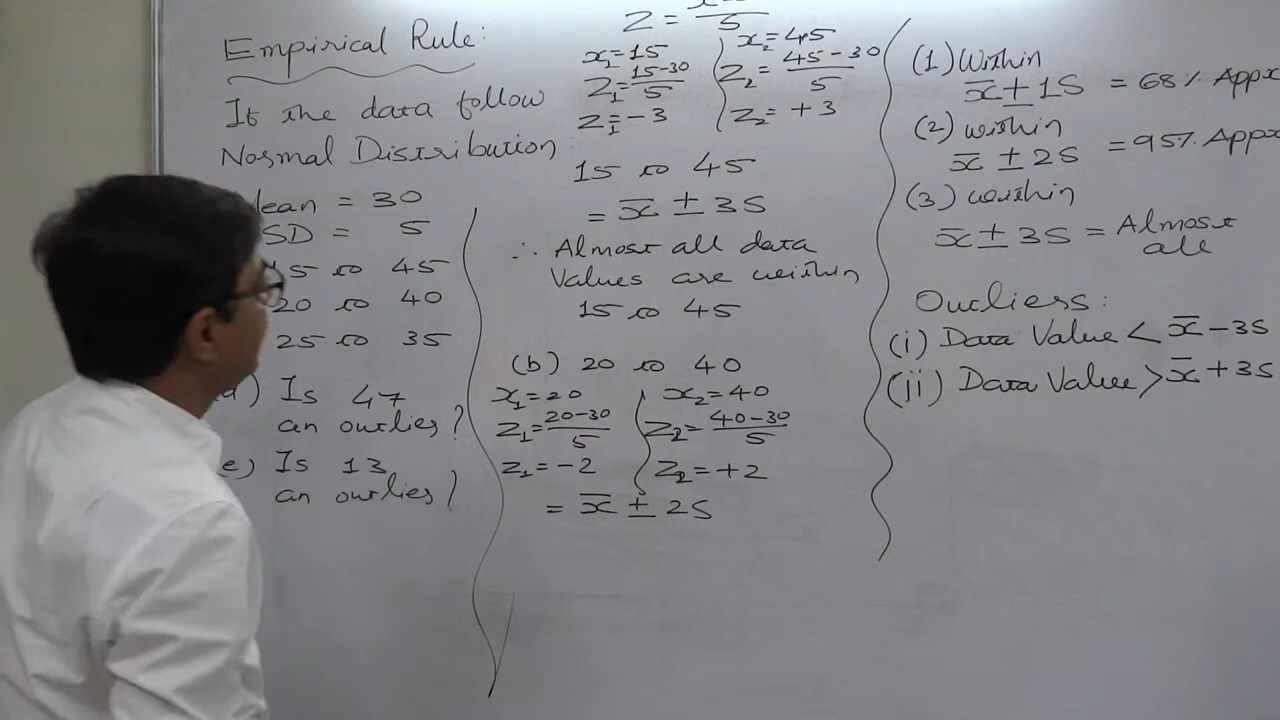 Empirical Rule:
If the data follow
Normal Distribution:
ean = 30
SD = 5
15 to 45
20 to 40
25 to 35
d) Is 47
an outlier?
e) Is 13
an outlier?
5
x₁=15
Z₁=15-30/5
Z₁=-3
x₂=45
Z₂=45-30/5
Z₂=+3
15 to 45
= x̄ ± 3S
∴ Almost all data
Values are within
15 to 45
(b) 20 to 40
x₁=20
Z₁=20-30/5
Z₁=-2
x₂=40
Z₂=40-30/5
Z₂=+2
= x̄ ± 2S
(1) Within
x̄ ± 1S = 68% Appx
(2) within
x̄ ± 2S = 95% Appx
(3) within
x̄ ± 3S = Almost
all
Outliers:
(i) Data Value < x̄ - 3S
(ii) Data Value > x̄ + 3S